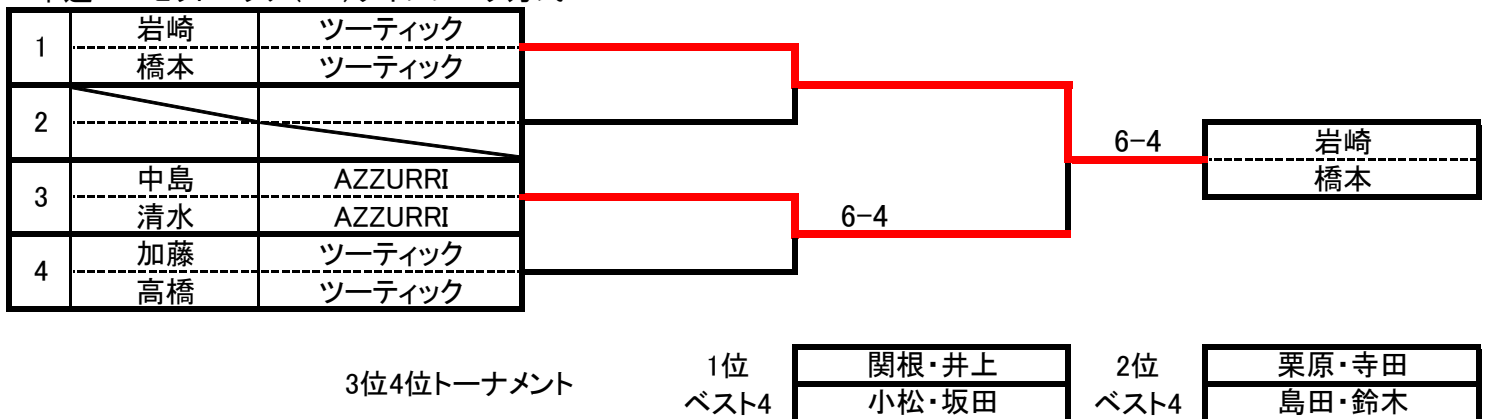 1 岩崎 ツーティック
橋本 ツーティック
2
6-4 岩崎
橋本
3 中島 AZZURRI
清水 AZZURRI
6-4
4 加藤 ツーティック
高橋 ツーティック
3位4位トーナメント
1位 関根・井上 2位 栗原・寺田
ベスト4 小松・坂田 ベスト4 島田・鈴木